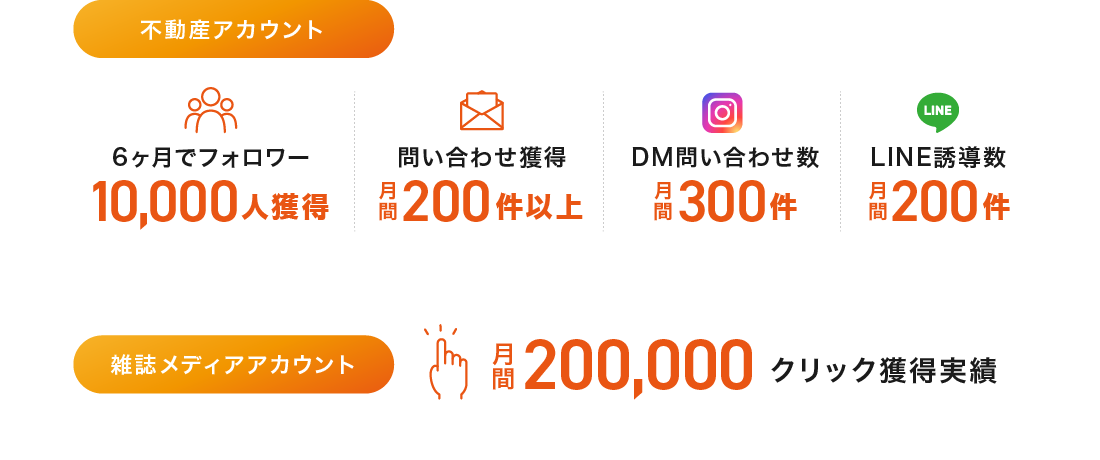 不動産アカウント
6ヶ月でフォロワー
10,000人獲得
問い合わせ獲得
月間200件以上
DM問い合わせ数
月間300件
LINE
LINE誘導数
月間200件
雑誌メディアアカウント
月間200,000クリック獲得実績